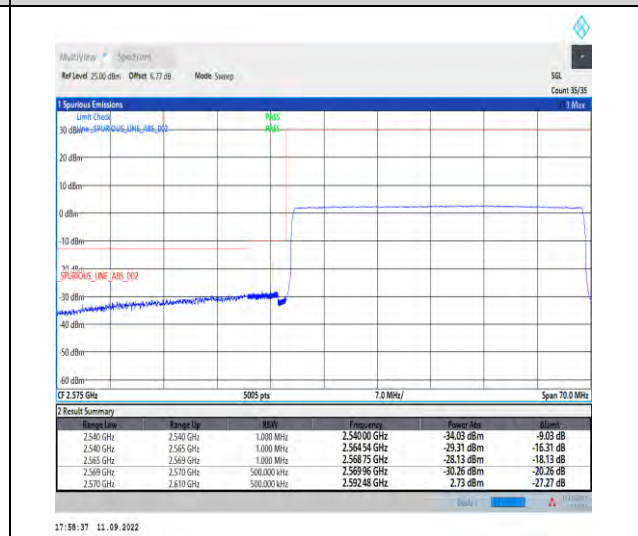 MultiView Spectrum
Ref Level 25.00 dBm Offset 6.77 dB Mode Sweep SGL
Count 35/35
1 Spurious Emissions 1 Max
Limit Check PASS
Line _SPURIOUS_LINE_ABS_002 PASS
30 dBm
20 dBm
10 dBm
0 dBm
-10 dBm
-20 dBm
_SPURIOUS_LINE_ABS_002
-30 dBm
-40 dBm
-50 dBm
-60 dBm
CF 2.575 GHz 5005 pts 7.0 MHz/ Span 70.0 MHz
2 Result Summary
Range Low Range Up RBW Frequency Power Abs ΔLimit
2.540 GHz 2.540 GHz 1.000 MHz 2.54000 GHz -34.03 dBm -9.03 dB
2.540 GHz 2.565 GHz 1.000 MHz 2.56454 GHz -29.31 dBm -16.31 dB
2.565 GHz 2.569 GHz 1.000 MHz 2.56875 GHz -28.13 dBm -18.13 dB
2.569 GHz 2.570 GHz 500.000 kHz 2.56996 GHz -30.26 dBm -20.26 dB
2.570 GHz 2.610 GHz 500.000 kHz 2.59248 GHz 2.73 dBm -27.27 dB
17:58:37 11.09.2022